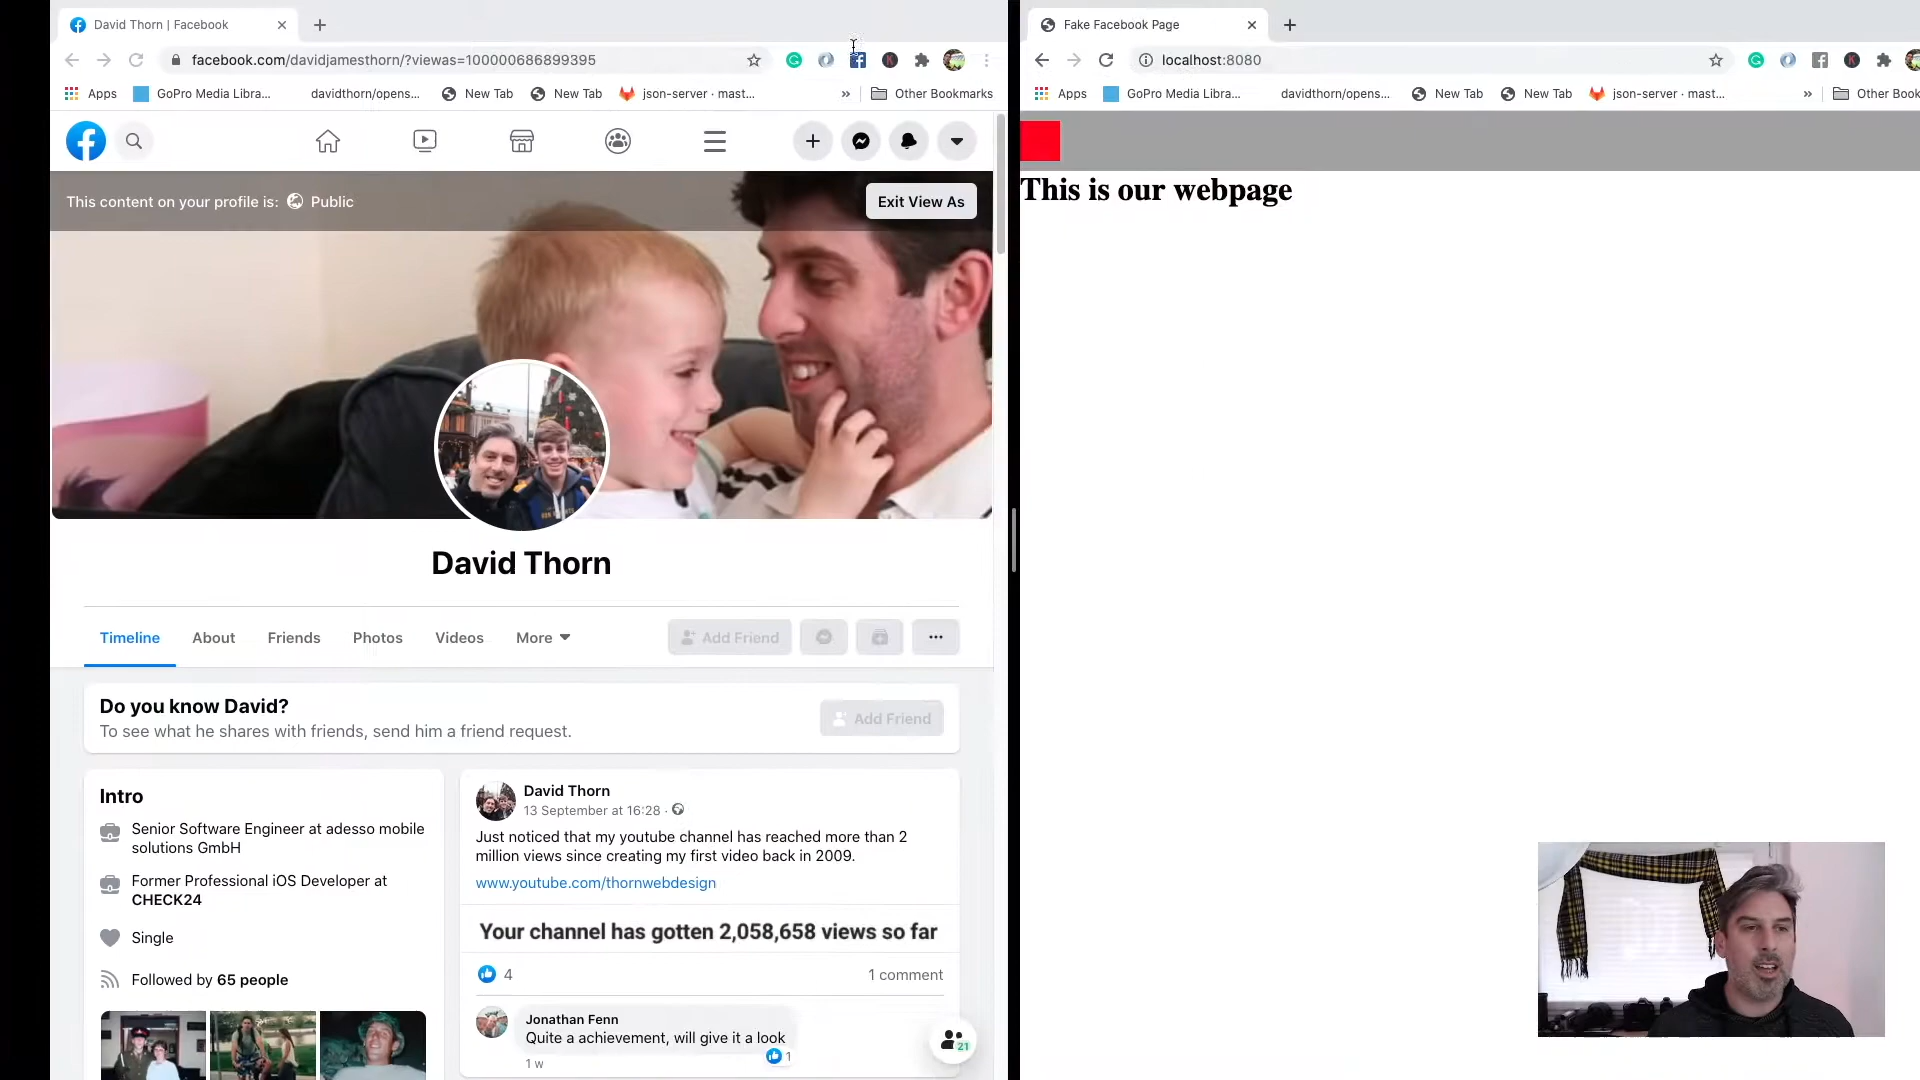 David Thorn | Facebook
facebook.com/davidjamesthorn/?viewas=100000686899395
Apps
GoPro Media Libra...
davidthorn/opens...
New Tab
New Tab
json-server · mast...
»
Other Bookmarks
This content on your profile is: Public
Exit View As
David Thorn
Timeline
About
Friends
Photos
Videos
More
Add Friend
Do you know David?
To see what he shares with friends, send him a friend request.
Add Friend
Intro
Senior Software Engineer at adesso mobile
solutions GmbH
Former Professional iOS Developer at
CHECK24
Single
Followed by 65 people
David Thorn
13 September at 16:28 ·
Just noticed that my youtube channel has reached more than 2
million views since creating my first video back in 2009.
www.youtube.com/thornwebdesign
Your channel has gotten 2,058,658 views so far
4
1 comment
Jonathan Fenn
Quite a achievement, will give it a look
1
1 w
21
Fake Facebook Page
localhost:8080
Apps
GoPro Media Libra...
davidthorn/opens...
New Tab
New Tab
json-server · mast...
»
Other Book
This is our webpage